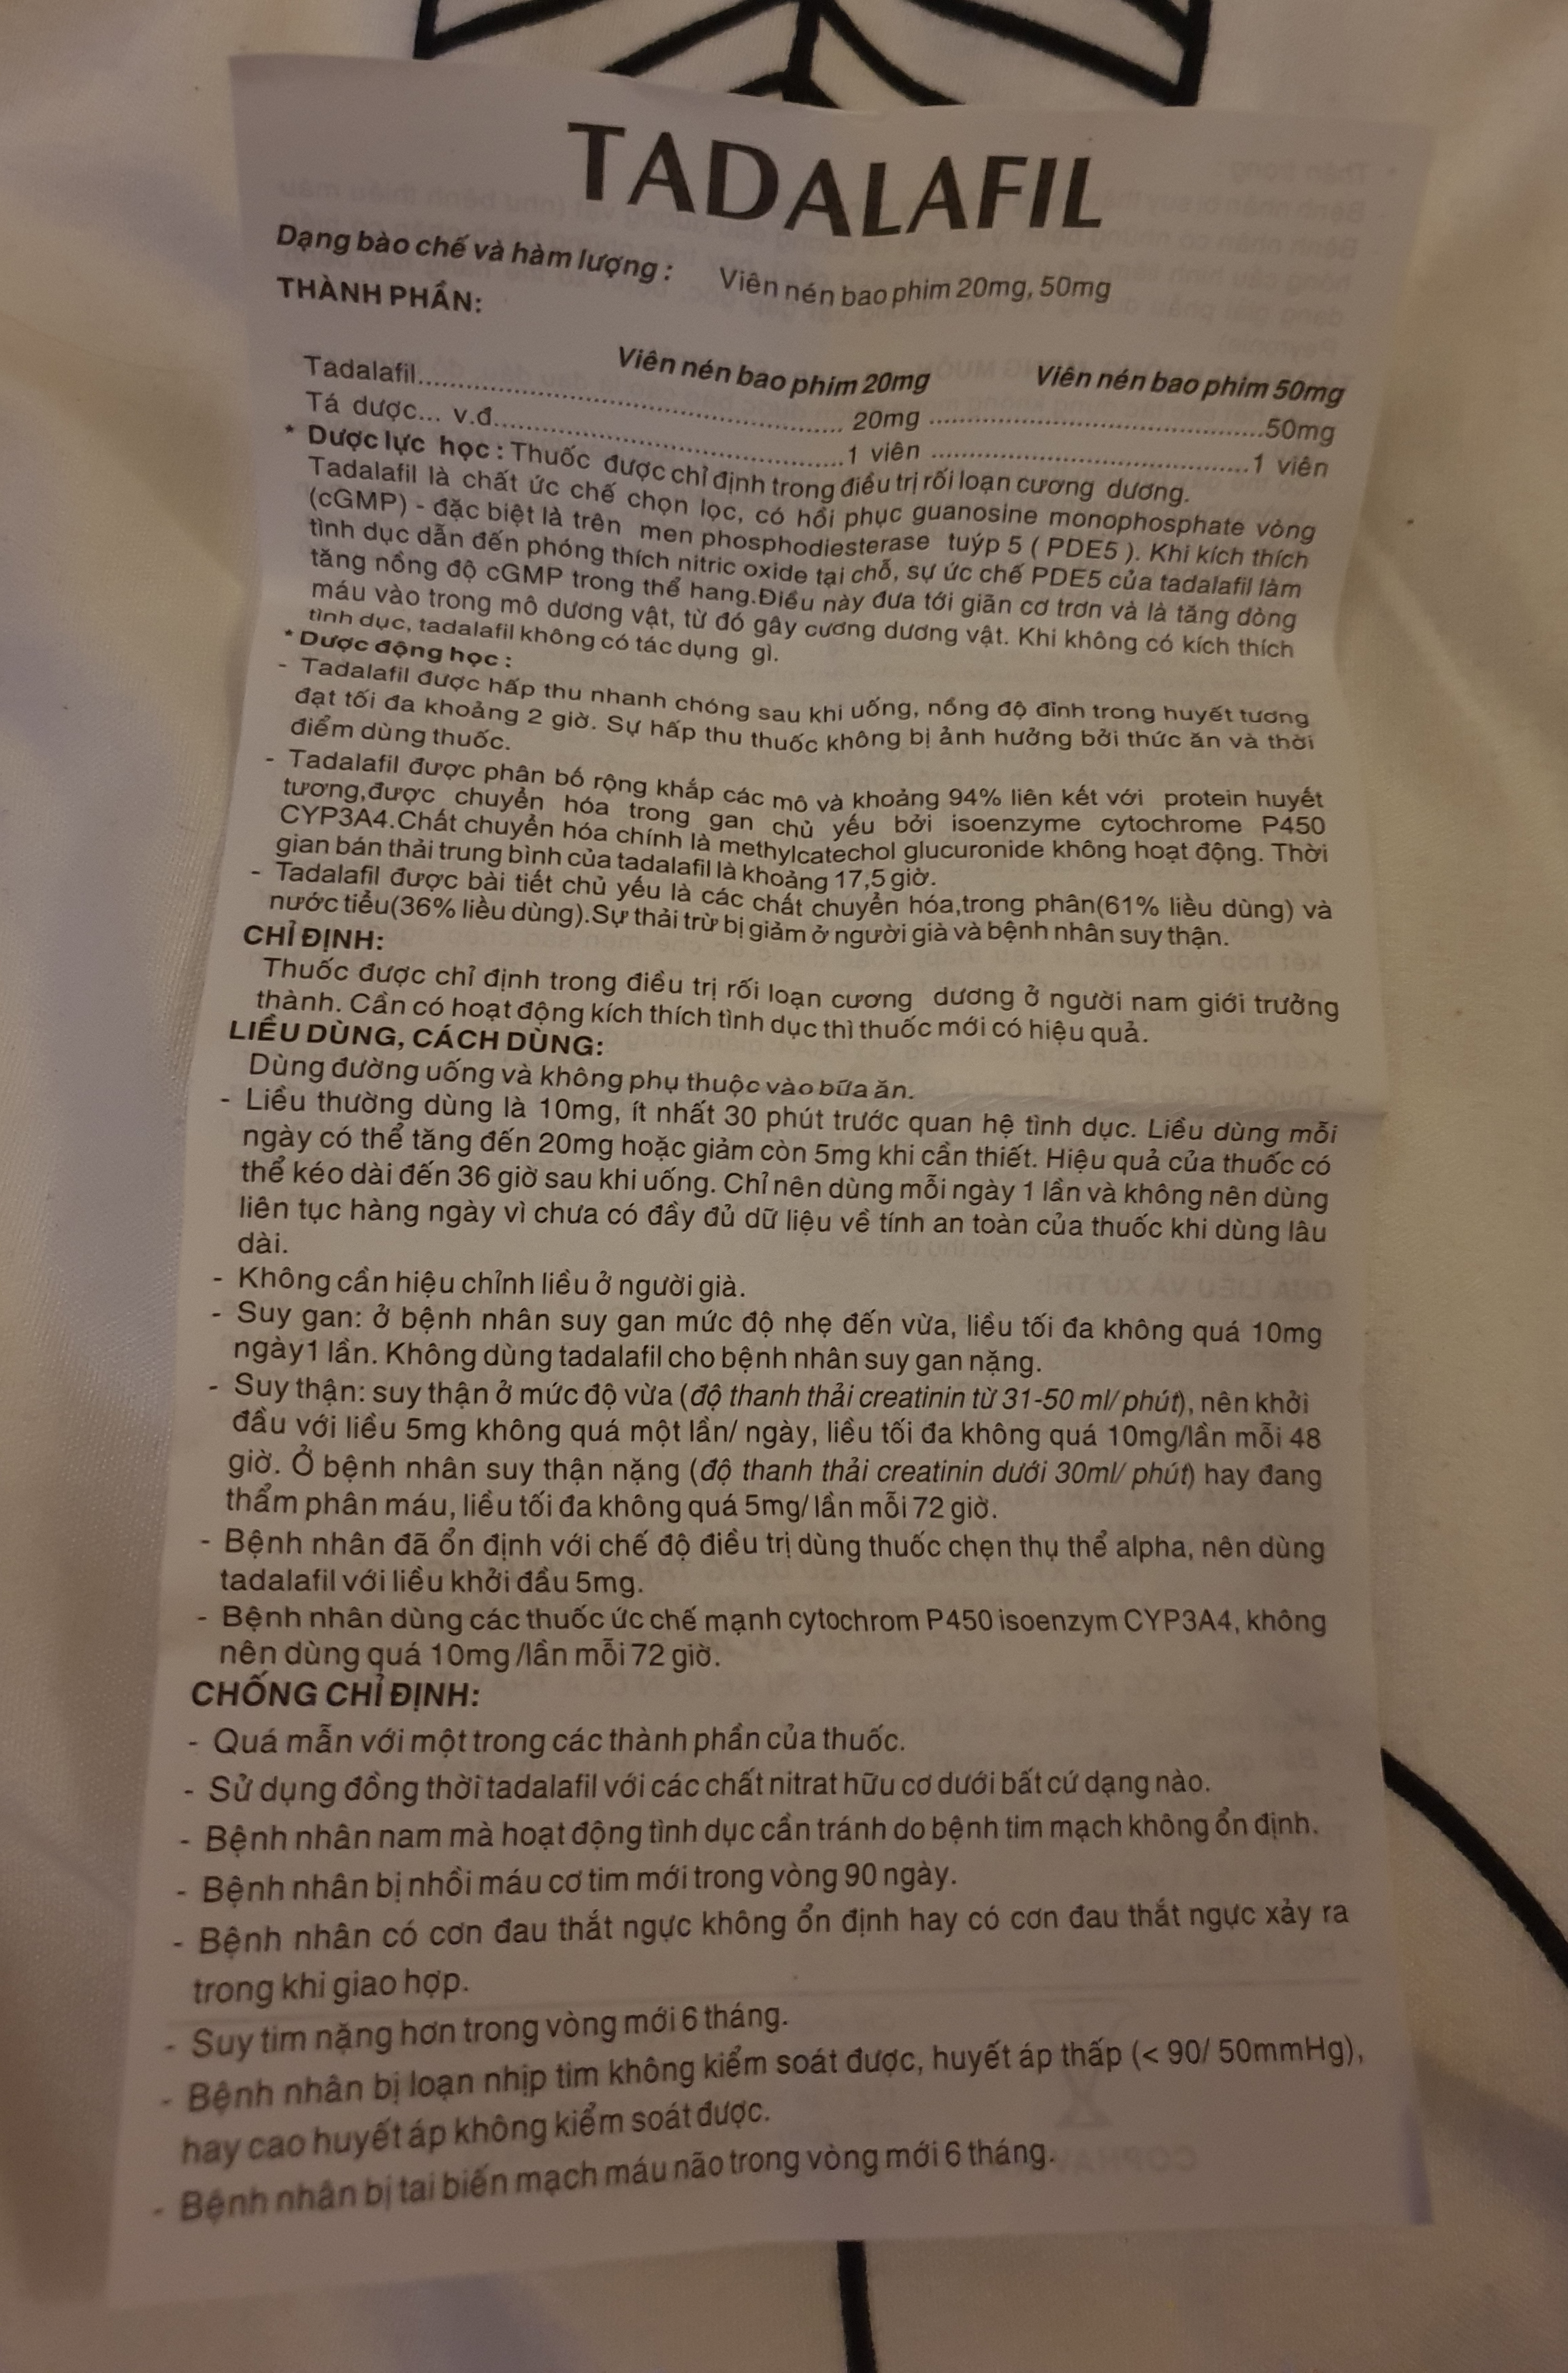 TADALAFIL
Dạng bào chế và hàm lượng : Viên nén bao phim 20mg, 50mg
THÀNH PHẦN:
Viên nén bao phim 20mg Viên nén bao phim 50mg
Tadalafil.......................................................... 20mg ..............................................50mg
Tá dược... v.đ..................................................1 viên ............................................1 viên
* Dược lực học : Thuốc được chỉ định trong điều trị rối loạn cương dương.
Tadalafil là chất ức chế chọn lọc, có hồi phục guanosine monophosphate vòng
(cGMP) - đặc biệt là trên men phosphodiesterase tuýp 5 ( PDE5 ). Khi kích thích
tình dục dẫn đến phóng thích nitric oxide tại chỗ, sự ức chế PDE5 của tadalafil làm
tăng nồng độ cGMP trong thể hang.Điều này đưa tới giãn cơ trơn và là tăng dòng
máu vào trong mô dương vật, từ đó gây cương dương vật. Khi không có kích thích
tình dục, tadalafil không có tác dụng gì.
* Dược động học :
- Tadalafil được hấp thu nhanh chóng sau khi uống, nồng độ đỉnh trong huyết tương
đạt tối đa khoảng 2 giờ. Sự hấp thu thuốc không bị ảnh hưởng bởi thức ăn và thời
điểm dùng thuốc.
- Tadalafil được phân bố rộng khắp các mô và khoảng 94% liên kết với protein huyết
tương,được chuyển hóa trong gan chủ yếu bởi isoenzyme cytochrome P450
CYP3A4.Chất chuyển hóa chính là methylcatechol glucuronide không hoạt động. Thời
gian bán thải trung bình của tadalafil là khoảng 17,5 giờ.
- Tadalafil được bài tiết chủ yếu là các chất chuyển hóa,trong phân(61% liều dùng) và
nước tiểu(36% liều dùng).Sự thải trừ bị giảm ở người già và bệnh nhân suy thận.
CHỈ ĐỊNH:
Thuốc được chỉ định trong điều trị rối loạn cương dương ở người nam giới trưởng
thành. Cần có hoạt động kích thích tình dục thì thuốc mới có hiệu quả.
LIỀU DÙNG, CÁCH DÙNG:
Dùng đường uống và không phụ thuộc vào bữa ăn.
- Liều thường dùng là 10mg, ít nhất 30 phút trước quan hệ tình dục. Liều dùng mỗi
ngày có thể tăng đến 20mg hoặc giảm còn 5mg khi cần thiết. Hiệu quả của thuốc có
thể kéo dài đến 36 giờ sau khi uống. Chỉ nên dùng mỗi ngày 1 lần và không nên dùng
liên tục hàng ngày vì chưa có đầy đủ dữ liệu về tính an toàn của thuốc khi dùng lâu
dài.
- Không cần hiệu chỉnh liều ở người già.
- Suy gan: ở bệnh nhân suy gan mức độ nhẹ đến vừa, liều tối đa không quá 10mg
ngày1 lần. Không dùng tadalafil cho bệnh nhân suy gan nặng.
- Suy thận: suy thận ở mức độ vừa (độ thanh thải creatinin từ 31-50 ml/ phút), nên khởi
đầu với liều 5mg không quá một lần/ ngày, liều tối đa không quá 10mg/lần mỗi 48
giờ. Ở bệnh nhân suy thận nặng (độ thanh thải creatinin dưới 30ml/ phút) hay đang
thẩm phân máu, liều tối đa không quá 5mg/ lần mỗi 72 giờ.
- Bệnh nhân đã ổn định với chế độ điều trị dùng thuốc chẹn thụ thể alpha, nên dùng
tadalafil với liều khởi đầu 5mg.
- Bệnh nhân dùng các thuốc ức chế mạnh cytochrom P450 isoenzym CYP3A4, không
nên dùng quá 10mg /lần mỗi 72 giờ.
CHỐNG CHỈ ĐỊNH:
- Quá mẫn với một trong các thành phần của thuốc.
- Sử dụng đồng thời tadalafil với các chất nitrat hữu cơ dưới bất cứ dạng nào.
- Bệnh nhân nam mà hoạt động tình dục cần tránh do bệnh tim mạch không ổn định.
- Bệnh nhân bị nhồi máu cơ tim mới trong vòng 90 ngày.
- Bệnh nhân có cơn đau thắt ngực không ổn định hay có cơn đau thắt ngực xảy ra
trong khi giao hợp.
- Suy tim nặng hơn trong vòng mới 6 tháng.
- Bệnh nhân bị loạn nhịp tim không kiểm soát được, huyết áp thấp (< 90/ 50mmHg),
hay cao huyết áp không kiểm soát được.
- Bệnh nhân bị tai biến mạch máu não trong vòng mới 6 tháng.